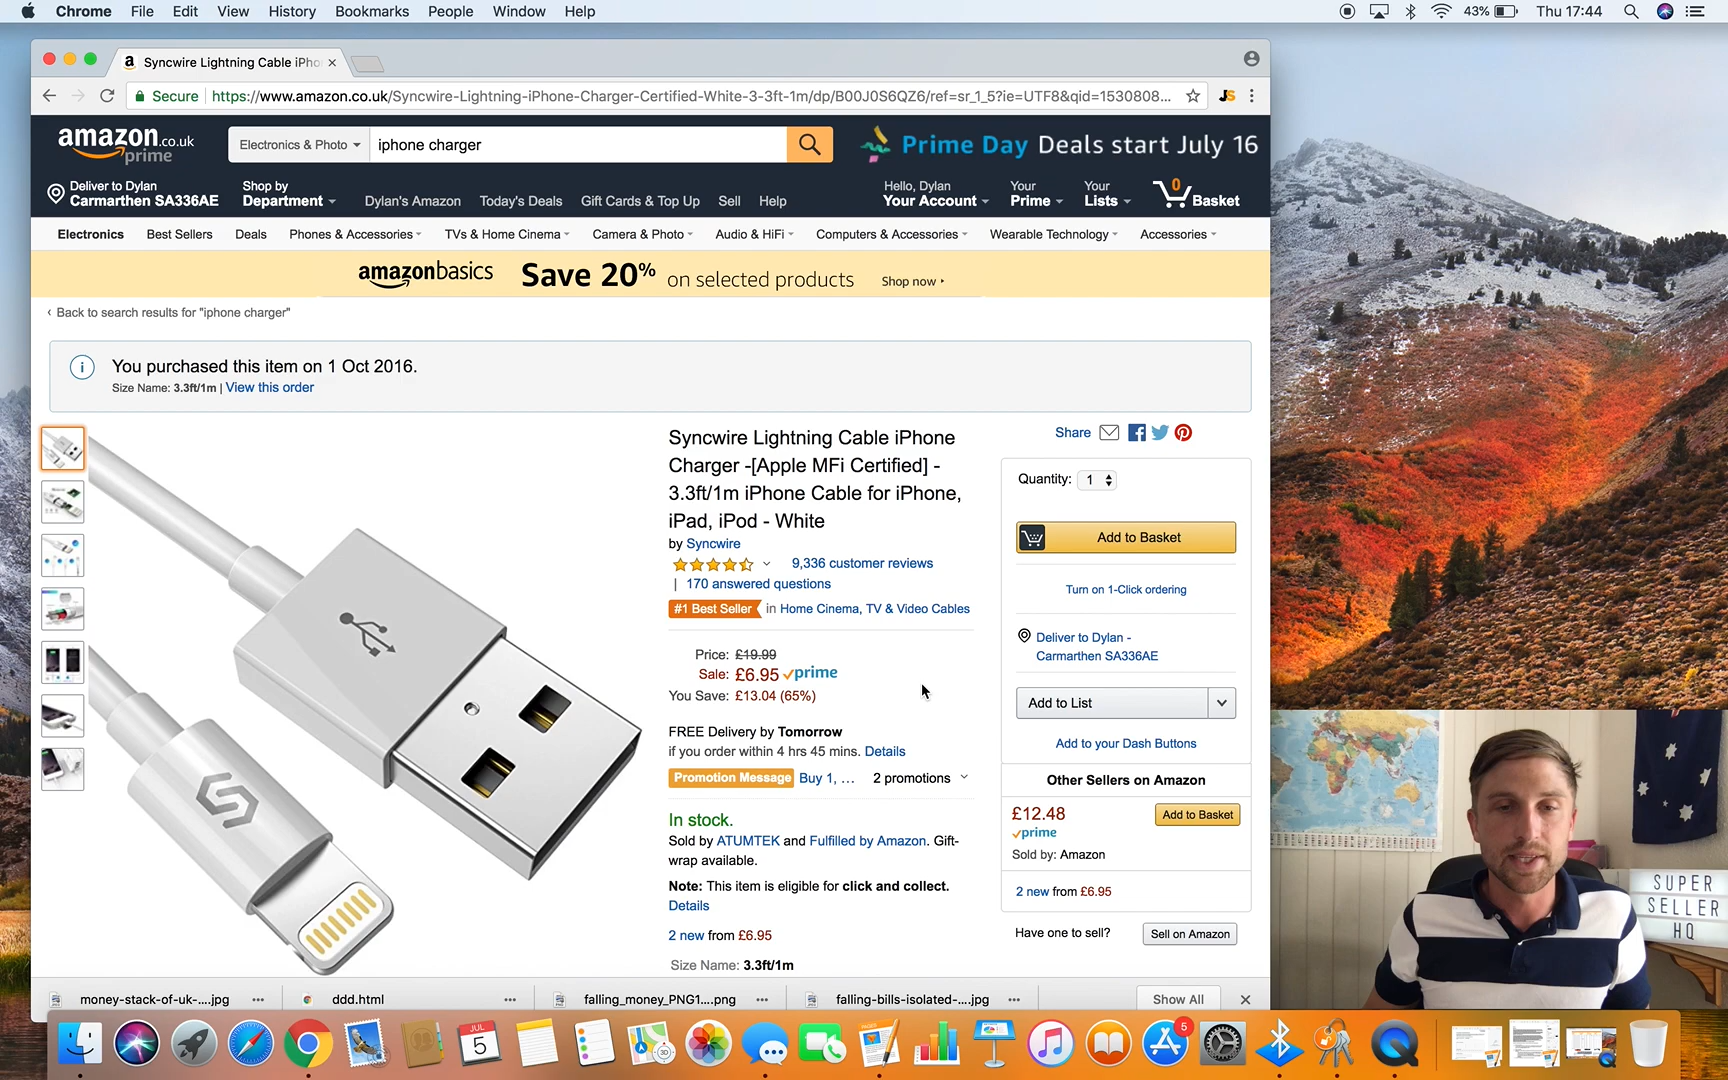 Chrome File Edit View History Bookmarks People Window Help 43% Thu 17:44
a Syncwire Lightning Cable iPho
Secure https://www.amazon.co.uk/Syncwire-Lightning-iPhone-Charger-Certified-White-3-3ft-1m/dp/B00J0S6QZ6/ref=sr_1_5?ie=UTF8&qid=1530808... JS
amazon.co.uk
prime
Electronics & Photo iphone charger
Prime Day Deals start July 16
Deliver to Dylan
Carmarthen SA336AE
Shop by
Department
Dylan's Amazon Today's Deals Gift Cards & Top Up Sell Help
Hello, Dylan
Your Account
Your
Prime
Your
Lists
0
Basket
Electronics Best Sellers Deals Phones & Accessories TVs & Home Cinema Camera & Photo Audio & HiFi Computers & Accessories Wearable Technology Accessories
amazonbasics Save 20% on selected products Shop now
‹ Back to search results for "iphone charger"
i You purchased this item on 1 Oct 2016.
Size Name: 3.3ft/1m | View this order
Syncwire Lightning Cable iPhone
Charger -[Apple MFi Certified] -
3.3ft/1m iPhone Cable for iPhone,
iPad, iPod - White
by Syncwire
9,336 customer reviews
| 170 answered questions
#1 Best Seller in Home Cinema, TV & Video Cables
Price: £19.99
Sale: £6.95 prime
You Save: £13.04 (65%)
FREE Delivery by Tomorrow
if you order within 4 hrs 45 mins. Details
Promotion Message Buy 1, ... 2 promotions
In stock.
Sold by ATUMTEK and Fulfilled by Amazon. Gift-
wrap available.
Note: This item is eligible for click and collect.
Details
2 new from £6.95
Size Name: 3.3ft/1m
Share
Quantity: 1
Add to Basket
Turn on 1-Click ordering
Deliver to Dylan -
Carmarthen SA336AE
Add to List
Add to your Dash Buttons
Other Sellers on Amazon
£12.48 Add to Basket
prime
Sold by: Amazon
2 new from £6.95
Have one to sell? Sell on Amazon
SUPER
SELLER
HQ
money-stack-of-uk-....jpg ddd.html falling_money_PNG1....png falling-bills-isolated-....jpg Show All
JUL
5
3D
PAGES
5